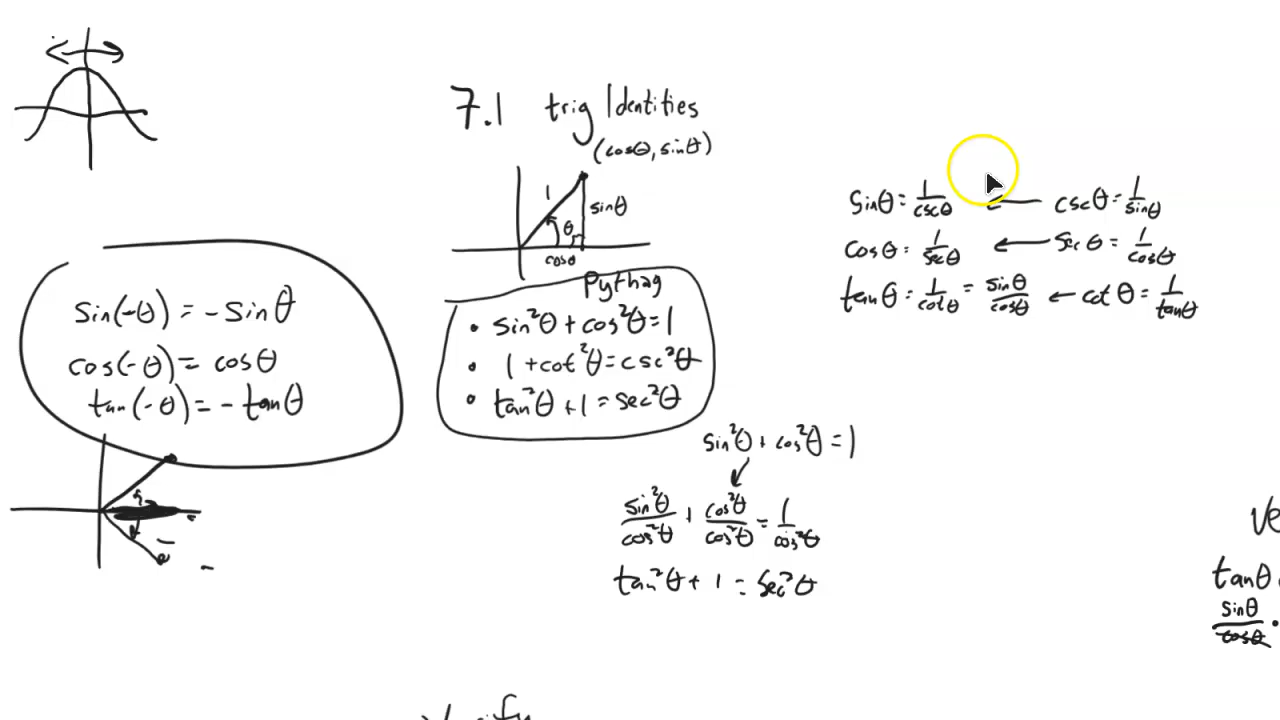 7.1 trig Identities
(cosθ, sinθ)
1
sinθ
θ
cosθ
sinθ = 1/cscθ ← cscθ = 1/sinθ
cosθ = 1/secθ ← secθ = 1/cosθ
tanθ = 1/cotθ = sinθ/cosθ ← cotθ = 1/tanθ
sin(-θ) = -sinθ
cos(-θ) = cosθ
tan(-θ) = -tanθ
Pythag
• sin²θ + cos²θ = 1
• 1 + cot²θ = csc²θ
• tan²θ + 1 = sec²θ
sin²θ + cos²θ = 1
sin²θ/cos²θ + cos²θ/cos²θ = 1/cos²θ
tan²θ + 1 = sec²θ
Ve
tanθ
sinθ/cosθ ·